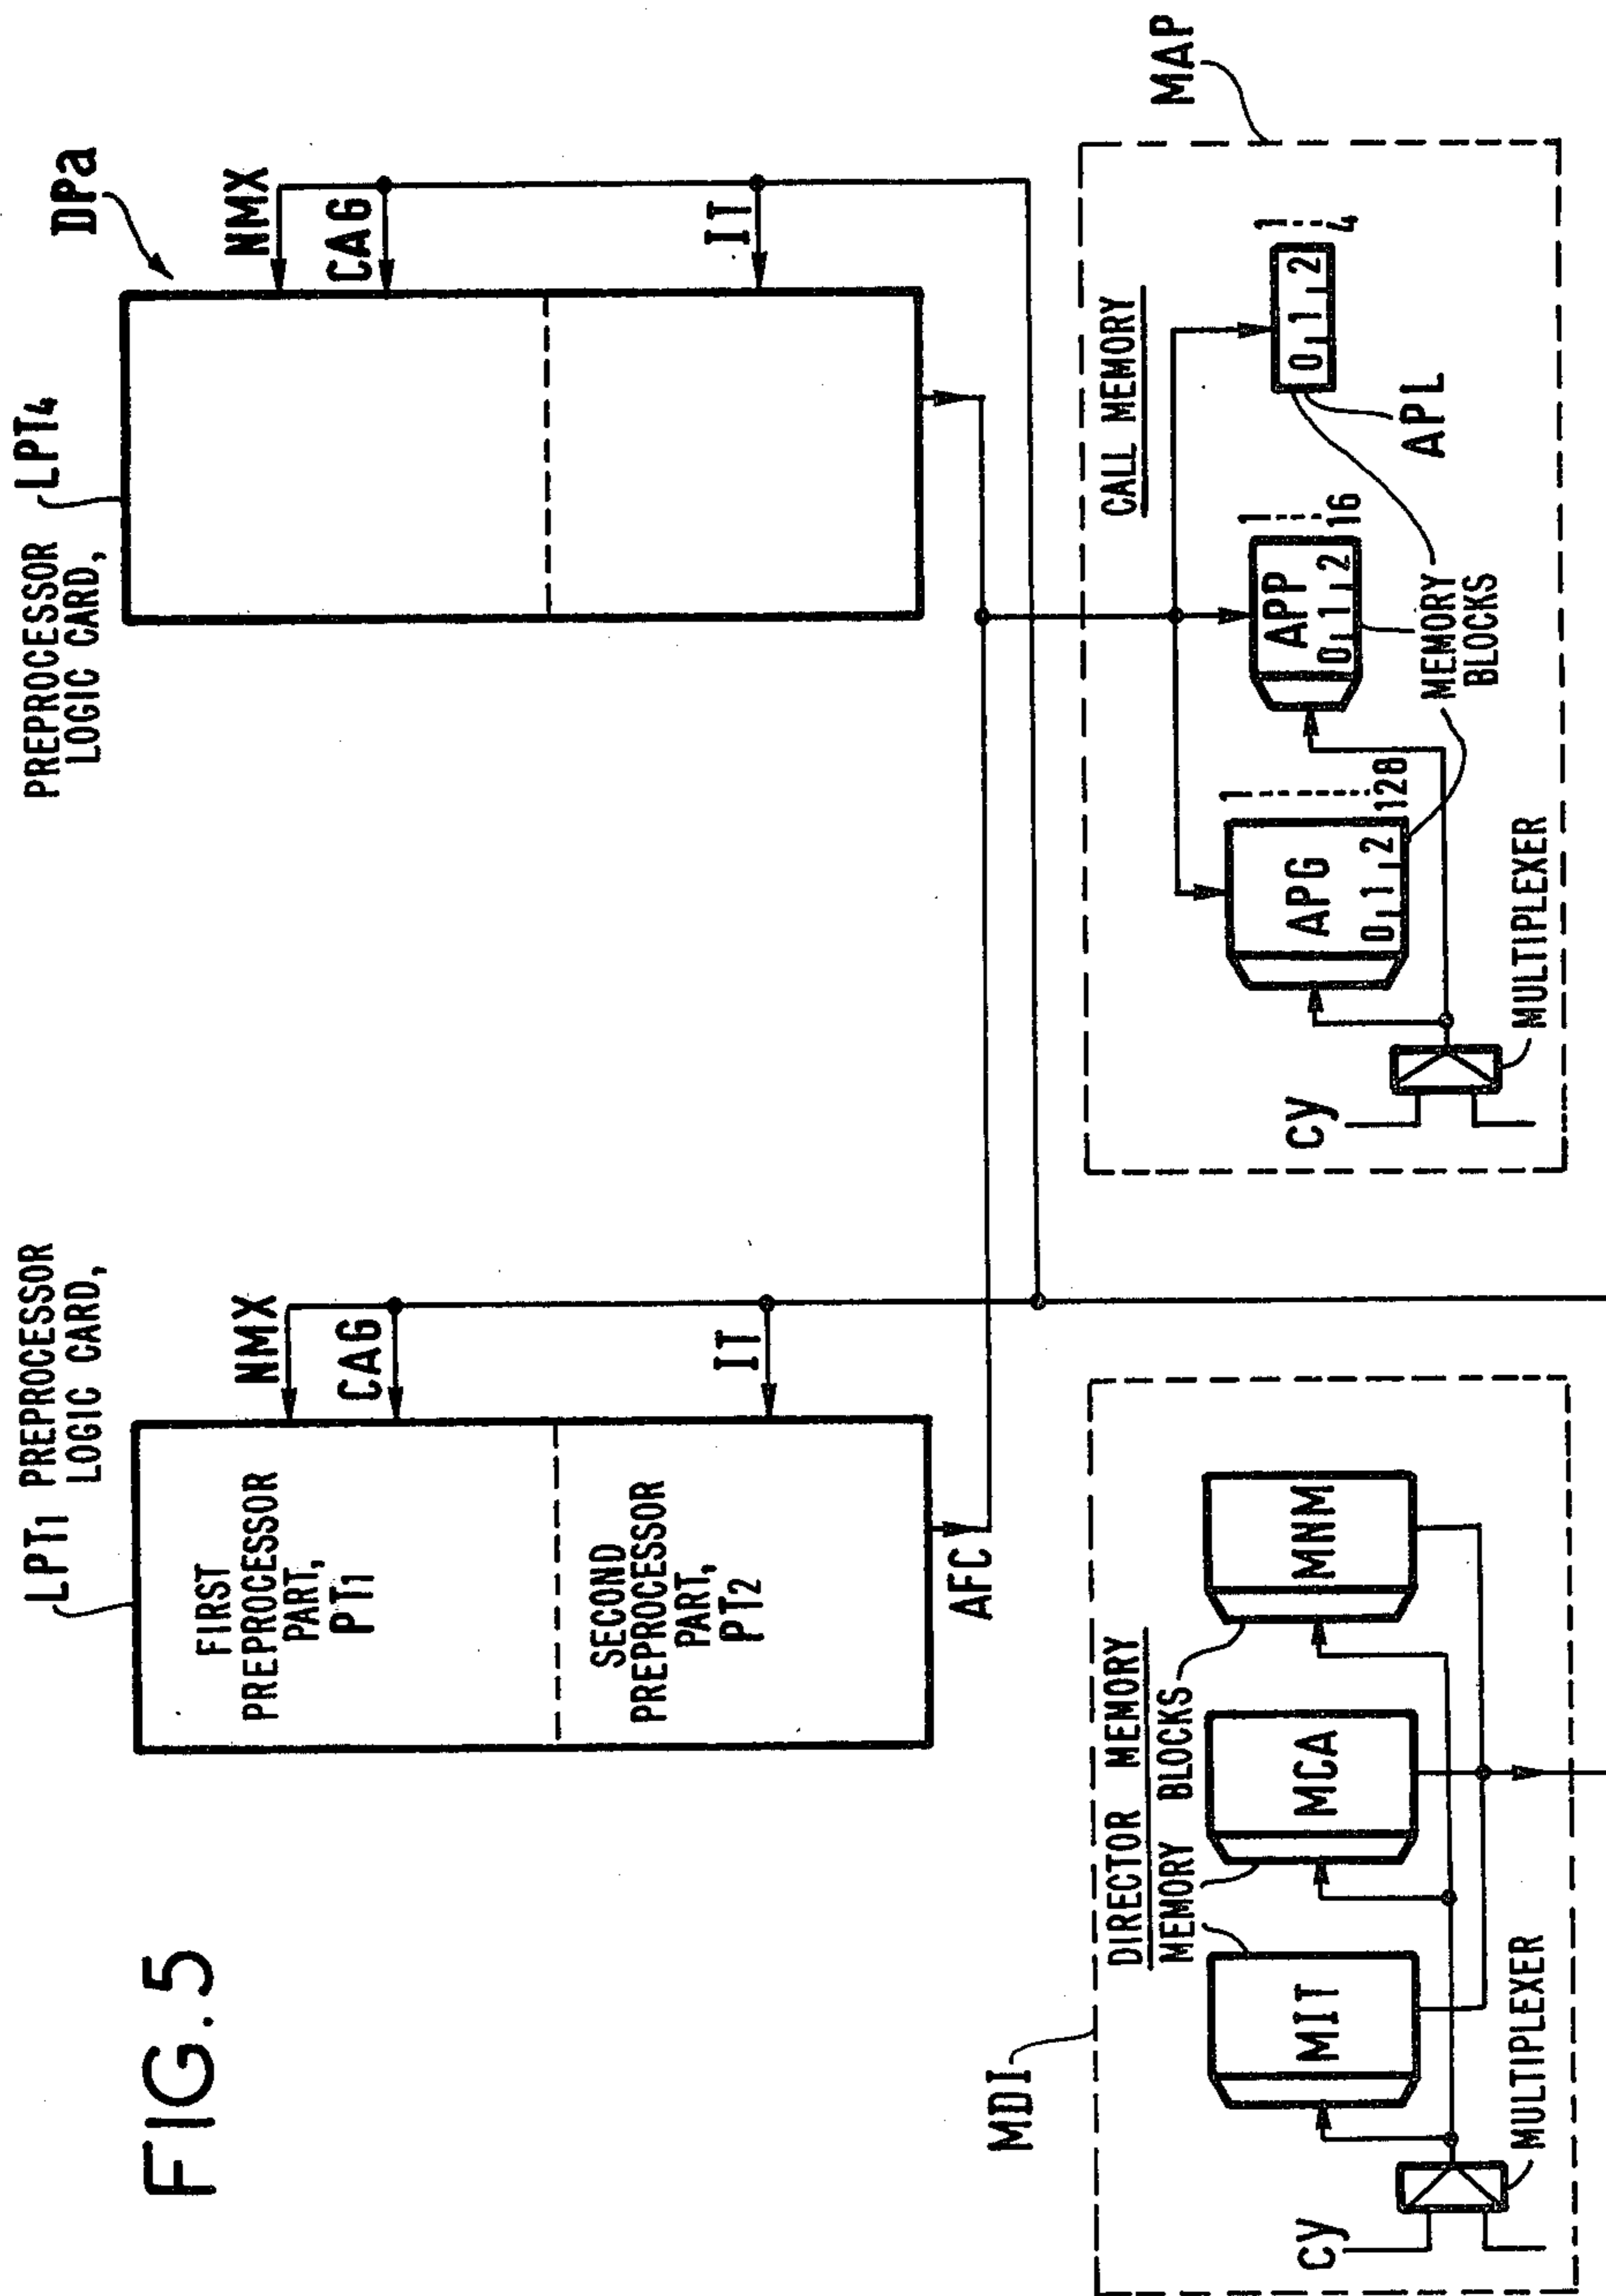 FIG. 5
LPT1 PREPROCESSOR
LOGIC CARD,
PREPROCESSOR LPT4
LOGIC CARD,
DPa
FIRST
PREPROCESSOR
PART,
PT1
SECOND
PREPROCESSOR
PART,
PT2
NMX
CAG
IT
AFC
NMX
CAG
IT
MDI
DIRECTOR MEMORY
MEMORY BLOCKS
MIT
MCA
MNM
cy
MULTIPLEXER
MAP
CALL MEMORY
APG
0 1 2
1
128
APP
0 1 2
1
16
0 1 2
1
4
APL
MEMORY
BLOCKS
cy
MULTIPLEXER